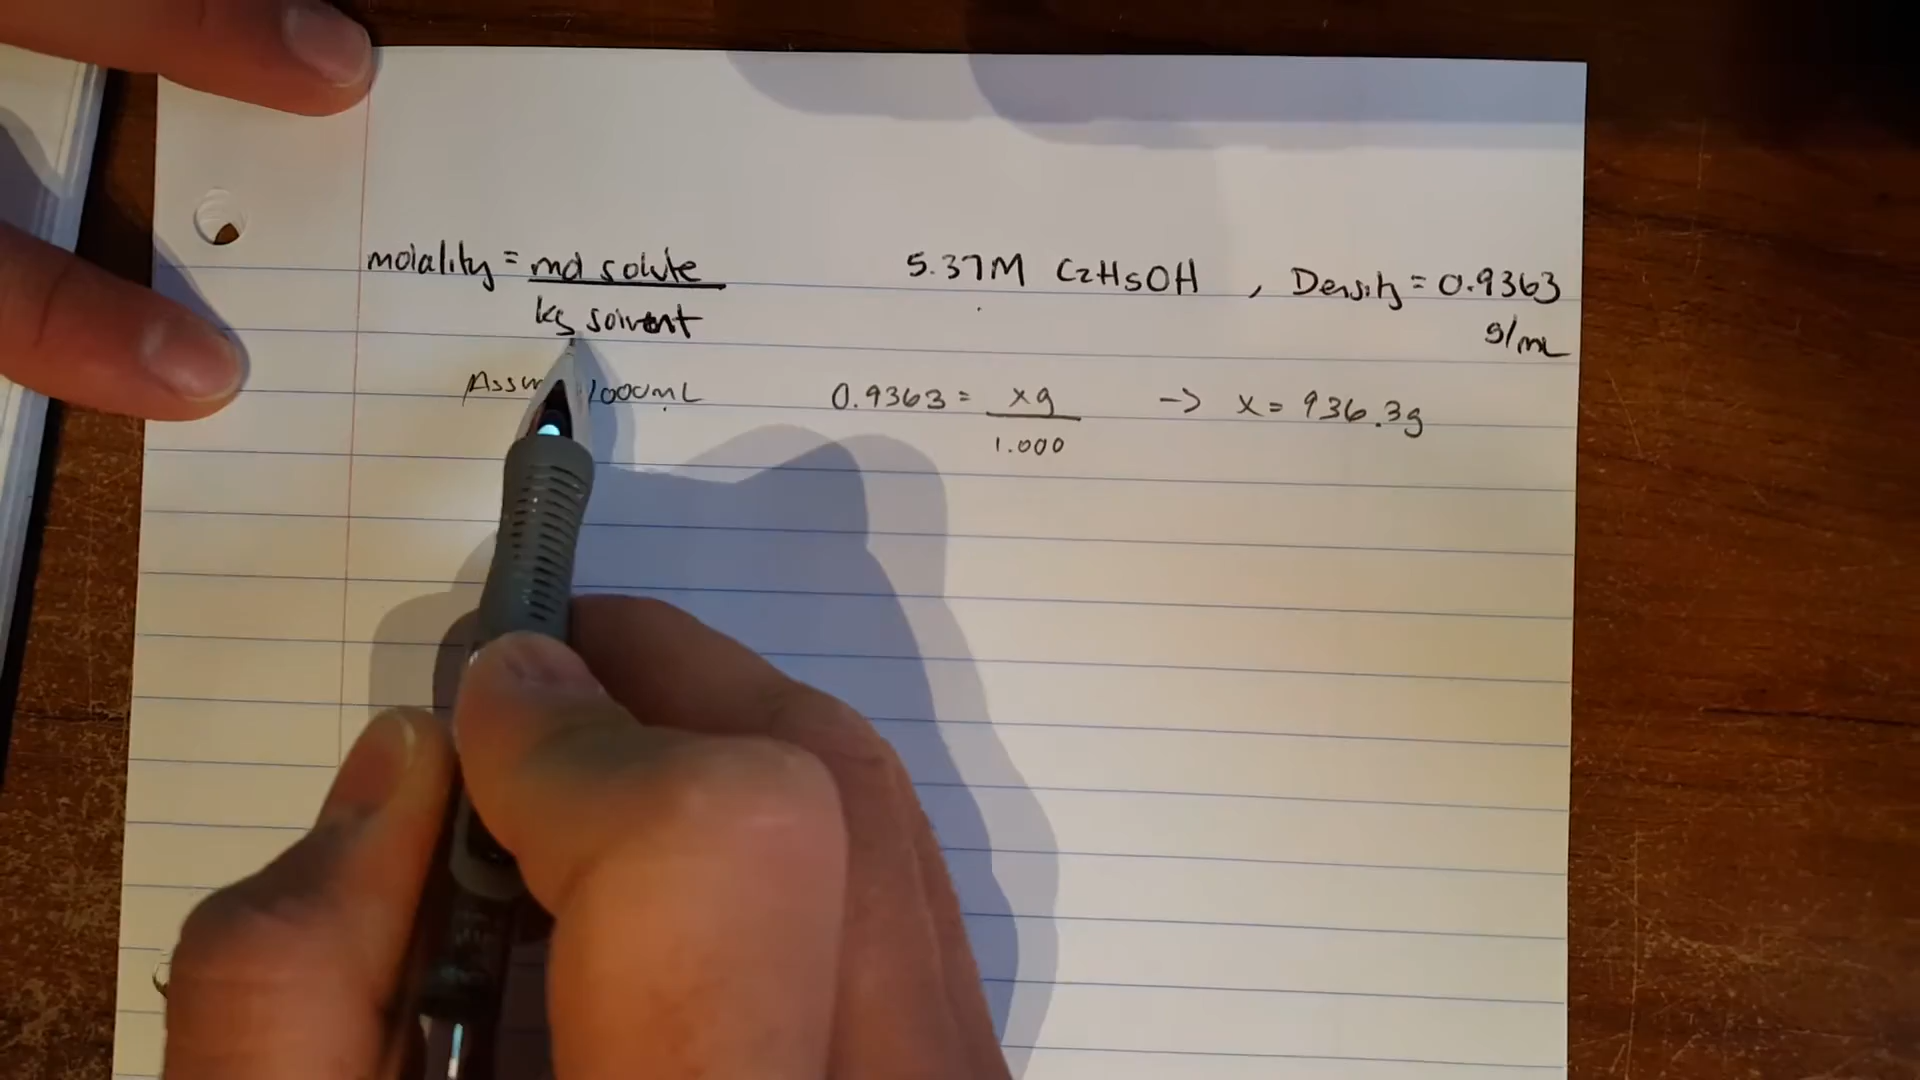 molality = mol solute
kg solvent
5.37M C2H5OH , Density = 0.9363
g/mL
1000mL
0.9363 = xg
1.000
-> x = 936.3g